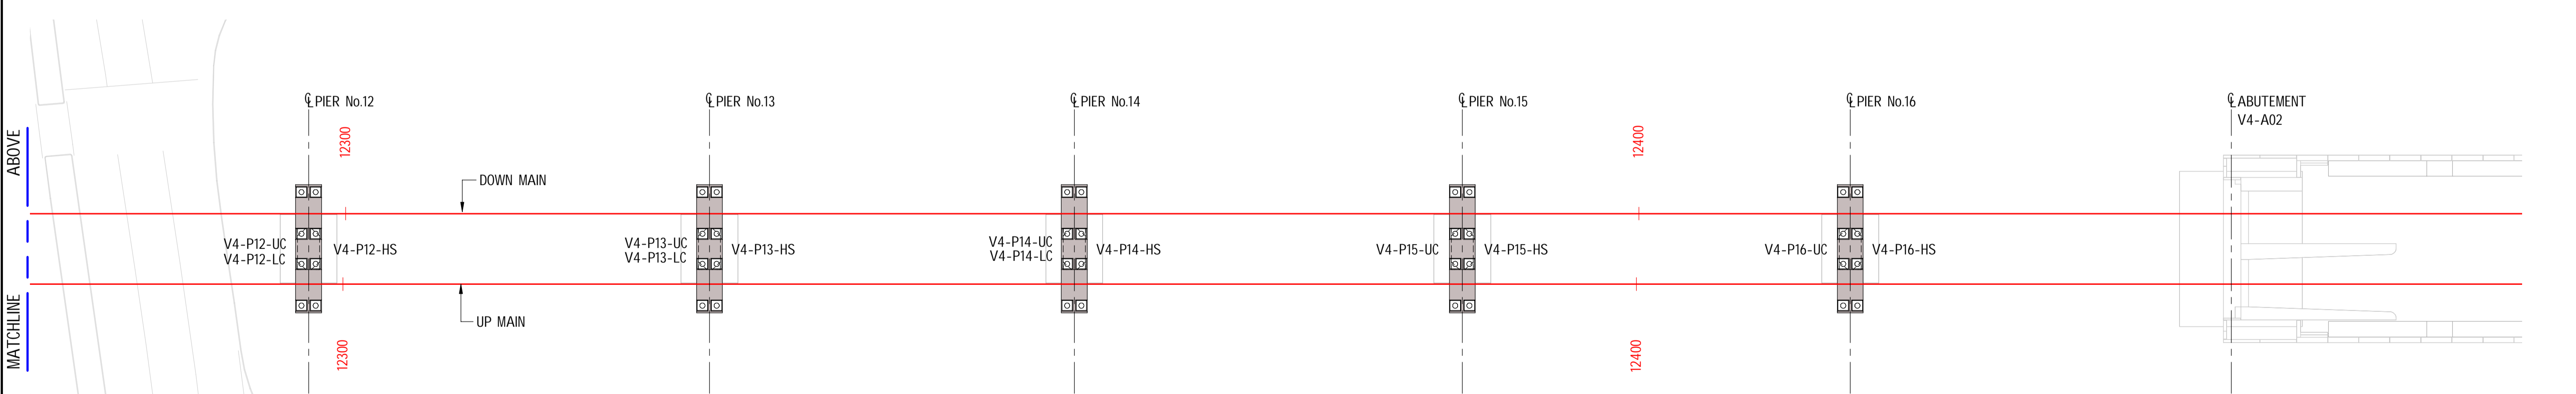 ℄ PIER No.12
℄ PIER No.13
℄ PIER No.14
℄ PIER No.15
℄ PIER No.16
℄ ABUTEMENT
V4-A02
12300
12400
MATCHLINE ABOVE
DOWN MAIN
V4-P12-UC
V4-P12-LC
V4-P12-HS
V4-P13-UC
V4-P13-LC
V4-P13-HS
V4-P14-UC
V4-P14-LC
V4-P14-HS
V4-P15-UC
V4-P15-HS
V4-P16-UC
V4-P16-HS
UP MAIN
12300
12400